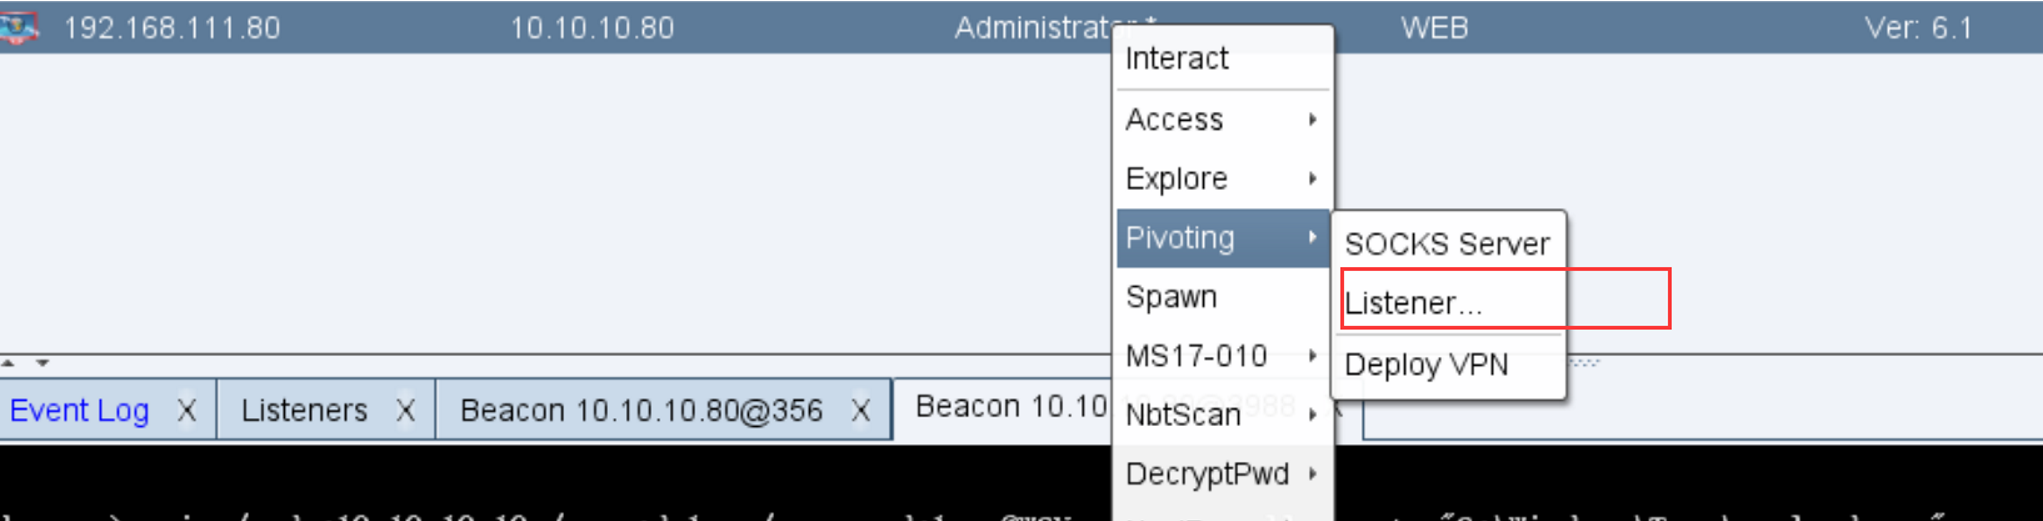 192.168.111.80 10.10.10.80 Administrator * WEB Ver: 6.1
Interact
Access
Explore
Pivoting
SOCKS Server
Spawn
Listener...
MS17-010
Deploy VPN
Event Log X Listeners X Beacon 10.10.10.80@356 X Beacon 10.10
NbtScan
DecryptPwd